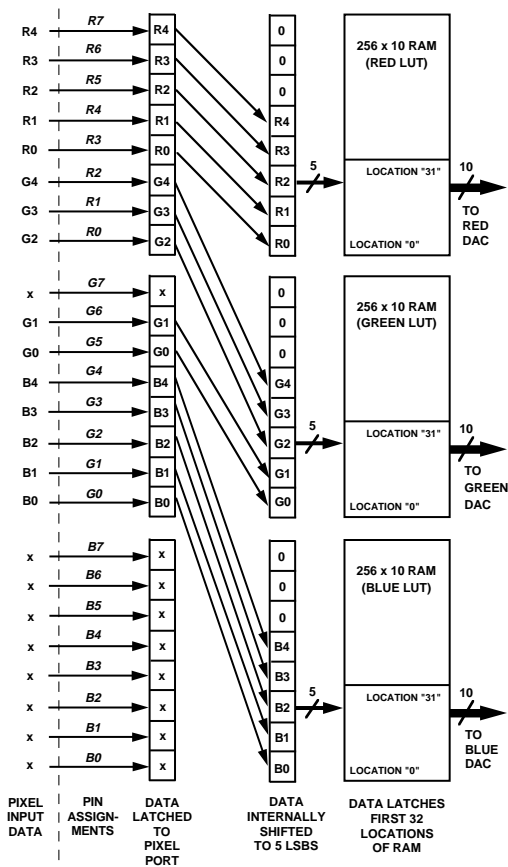 R4 R7 R4 0 256 x 10 RAM
R3 R6 R3 0 (RED LUT)
R2 R5 R2 0
R1 R4 R1 R4
R0 R3 R0 R3 5 LOCATION "31" 10
G4 R2 G4 R2 TO
G3 R1 G3 R1 RED
G2 R0 G2 R0 LOCATION "0" DAC
x G7 x 0 256 x 10 RAM
G1 G6 G1 0 (GREEN LUT)
G0 G5 G0 0
B4 G4 B4 G4
B3 G3 B3 G3 5 LOCATION "31" 10
B2 G2 B2 G2 TO
B1 G1 B1 G1 GREEN
B0 G0 B0 G0 LOCATION "0" DAC
x B7 x 0 256 x 10 RAM
x B6 x 0 (BLUE LUT)
x B5 x 0
x B4 x B4
x B3 x B3 5 LOCATION "31" 10
x B2 x B2 TO
x B1 x B1 BLUE
x B0 x B0 LOCATION "0" DAC
PIXEL
INPUT
DATA
PIN
ASSIGN-
MENTS
DATA
LATCHED
TO
PIXEL
PORT
DATA
INTERNALLY
SHIFTED
TO 5 LSBS
DATA LATCHES
FIRST 32
LOCATIONS
OF RAM